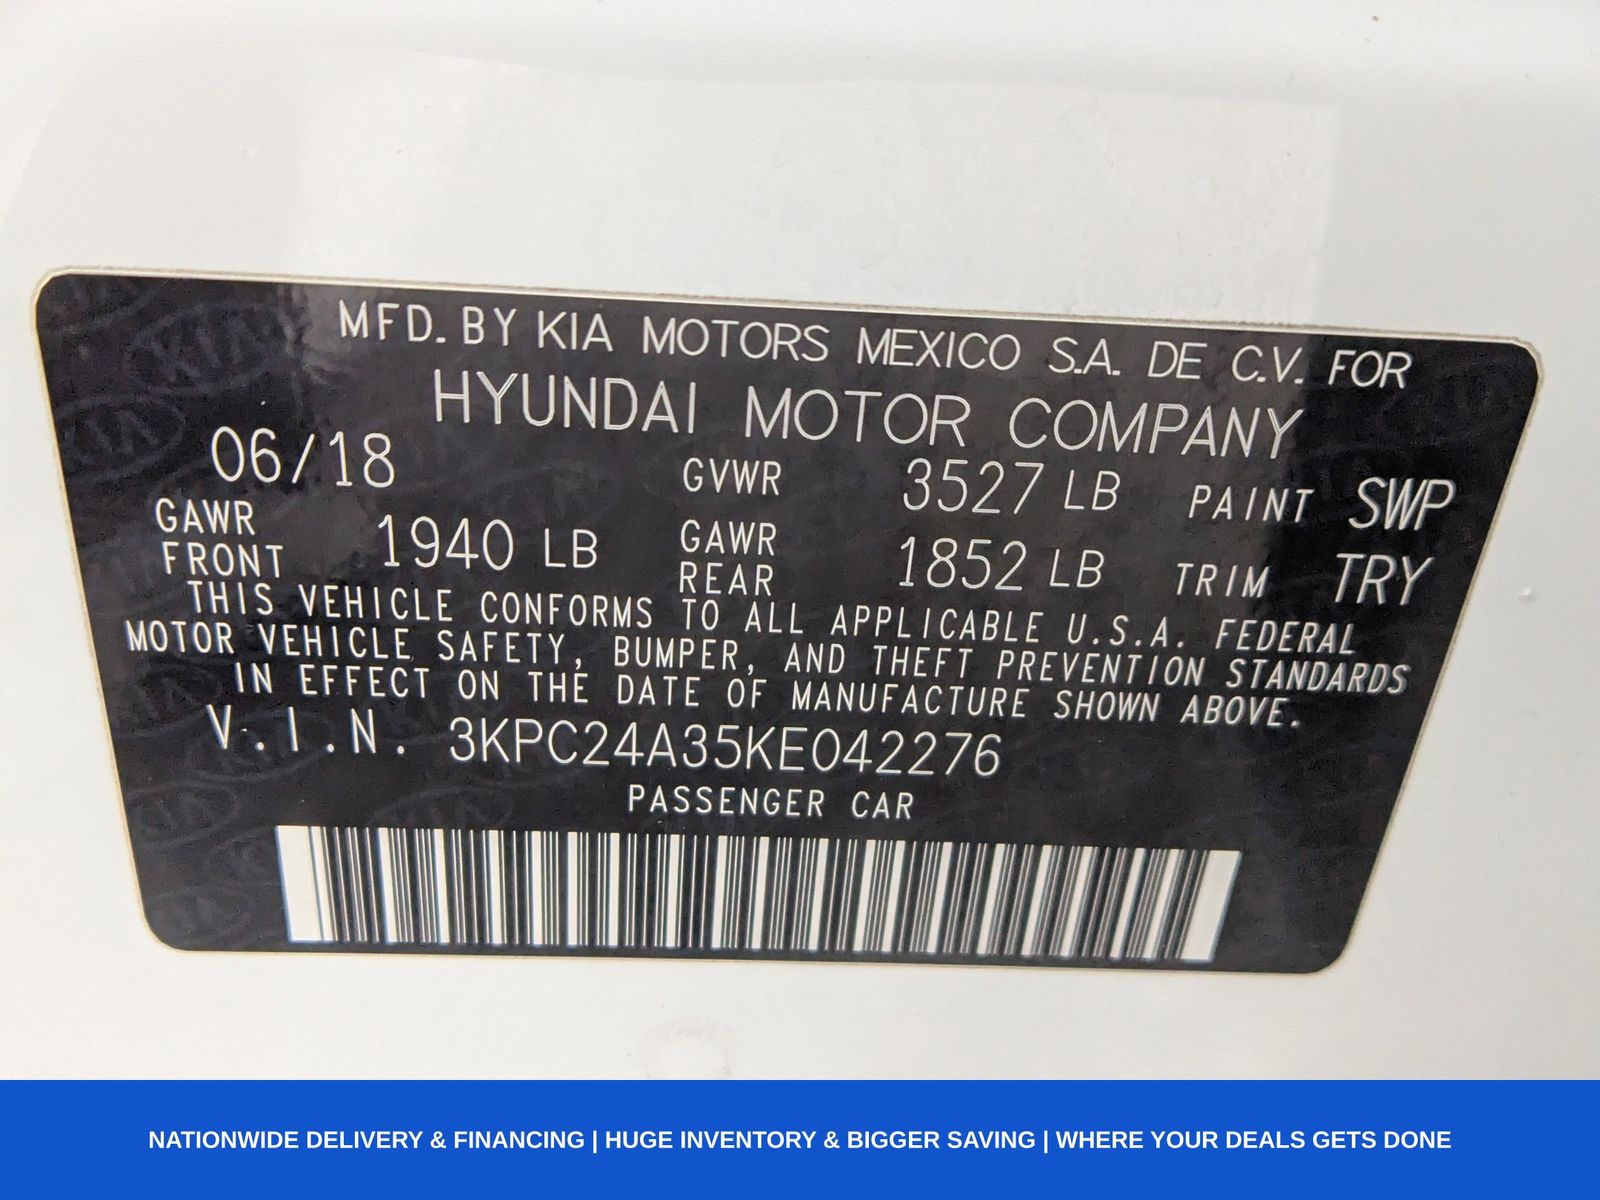 MFD. BY KIA MOTORS MEXICO S.A. DE C.V. FOR
HYUNDAI MOTOR COMPANY
06/18 GVWR 3527 LB PAINT SWP
GAWR FRONT 1940 LB GAWR REAR 1852 LB TRIM TRY
THIS VEHICLE CONFORMS TO ALL APPLICABLE U.S.A. FEDERAL
MOTOR VEHICLE SAFETY, BUMPER, AND THEFT PREVENTION STANDARDS
IN EFFECT ON THE DATE OF MANUFACTURE SHOWN ABOVE.
V.I.N. 3KPC24A35KE042276
PASSENGER CAR
NATIONWIDE DELIVERY & FINANCING | HUGE INVENTORY & BIGGER SAVING | WHERE YOUR DEALS GETS DONE